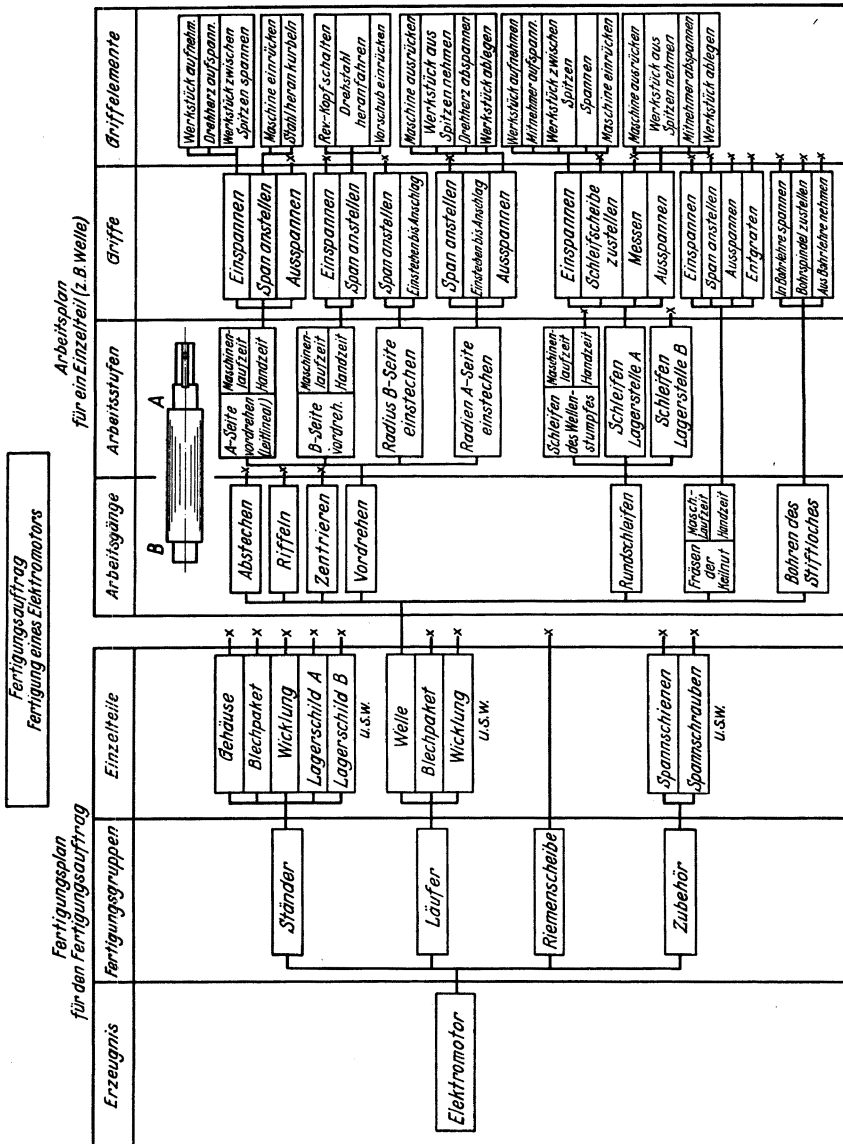 Fertigungsauftrag
Fertigung eines Elektromotors
Fertigungsplan
für den Fertigungsauftrag
Erzeugnis
Fertigungsgruppen
Einzelteile
Elektromotor
Ständer
Läufer
Riemenscheibe
Zubehör
Gehäuse
Blechpaket
Wicklung
Lagerschild A
Lagerschild B
u.s.w.
Welle
Blechpaket
Wicklung
u.s.w.
Spannschienen
Spannschrauben
u.s.w.
Arbeitsplan
für ein Einzelteil (z.B. Welle)
Arbeitsgänge
Arbeitsstufen
Griffe
Griffelemente
B
A
Abstechen
Riffeln
Zentrieren
Vordrehen
Rundschleifen
Fräsen
der
Keilnut
Masch.-
laufzeit
Handzeit
Bohren des
Stiftloches
A-Seite
vordrehen
(Leitlineal)
Maschinen-
laufzeit
Handzeit
B-Seite
vordreh.
Maschinen-
laufzeit
Handzeit
Radius B-Seite
einstechen
Radien A-Seite
einstechen
Schleifen
des Wellen-
stumpfes
Maschinen-
laufzeit
Handzeit
Schleifen
Lagerstelle A
Schleifen
Lagerstelle B
Einspannen
Span anstellen
Ausspannen
Einspannen
Span anstellen
Span anstellen
Einstechen bis Anschlag
Span anstellen
Einstechen bis Anschlag
Ausspannen
Einspannen
Schleifscheibe
zustellen
Messen
Ausspannen
Einspannen
Span anstellen
Ausspannen
Entgraten
In Bohrlehre spannen
Bohrspindel zustellen
Aus Bohrlehre nehmen
Werkstück aufnehm.
Drehherz aufspann.
Werkstück zwischen
Spitzen spannen
Maschine einrücken
Stahl heran kurbeln
Rev.-Kopf schalten
Drehstahl
heranfahren
Vorschub einrücken
Maschine ausrücken
Werkstück aus
Spitzen nehmen
Drehherz abspannen
Werkstück ablegen
Werkstück aufnehmen
Mitnehmer aufspann.
Werkstück zwischen
Spitzen
Spannen
Maschine einrücken
Maschine ausrücken
Werkstück aus
Spitzen nehmen
Mitnehmer abspannen
Werkstück ablegen